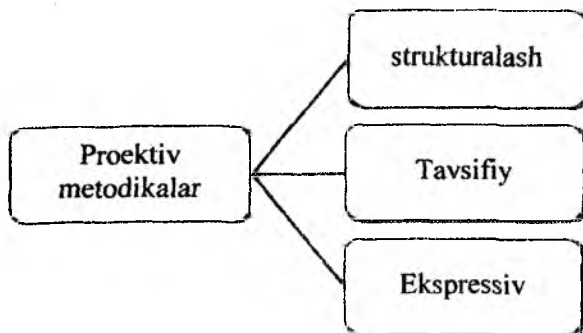 strukturalash
Proektiv
metodikalar
Tavsifiy
Ekspressiv